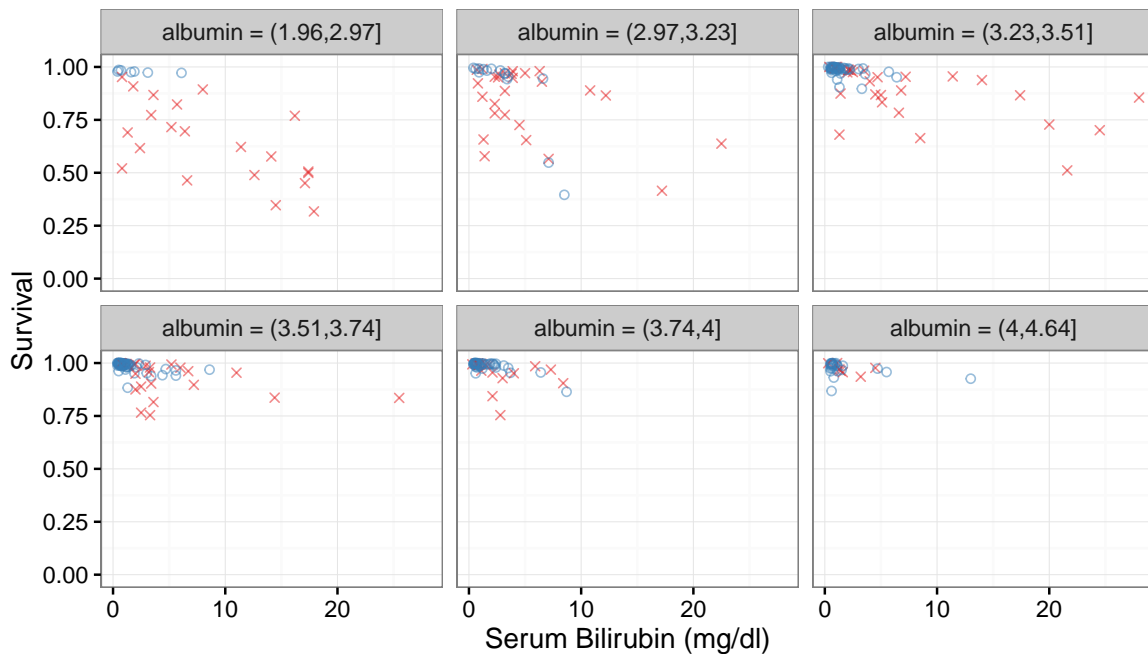 albumin = (1.96,2.97]
albumin = (2.97,3.23]
albumin = (3.23,3.51]
1.00
0.75
0.50
0.25
0.00
Survival
albumin = (3.51,3.74]
albumin = (3.74,4]
albumin = (4,4.64]
1.00
0.75
0.50
0.25
0.00
0 10 20
0 10 20
0 10 20
Serum Bilirubin (mg/dl)